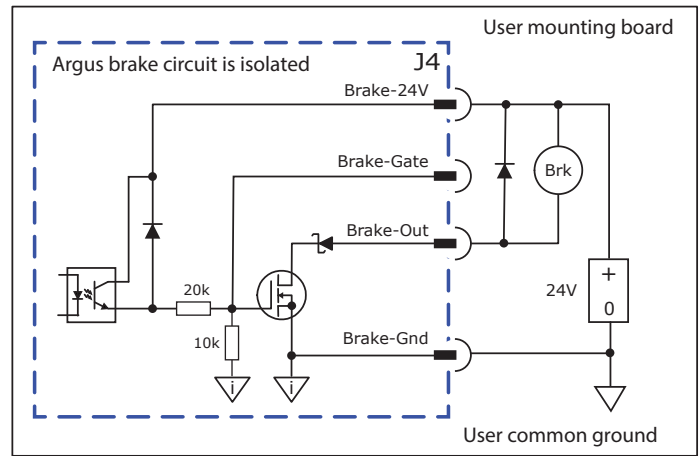 User mounting board
Argus brake circuit is isolated
J4
Brake-24V
Brake-Gate
Brk
Brake-Out
20k
24V
+
0
10k
Brake-Gnd
i
i
User common ground